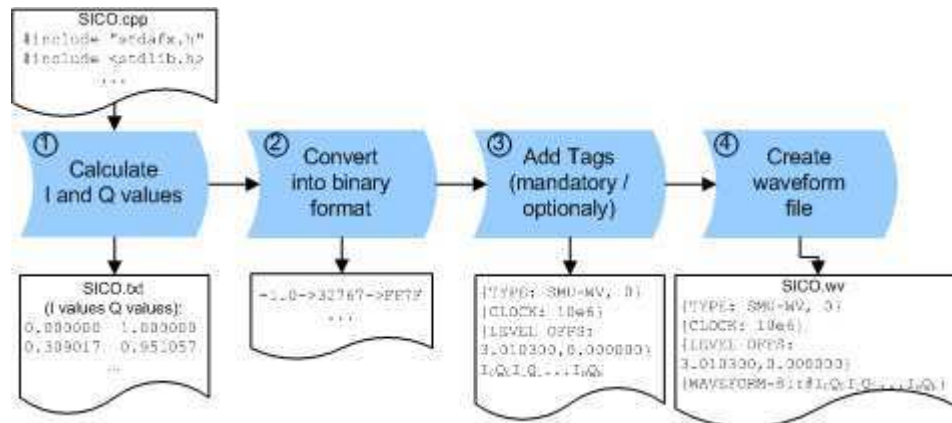 SICO.cpp
#include "stdafx.h"
#include <stdlib.h>
...
1
Calculate
I and Q values
2
Convert
into binary
format
3
Add Tags
(mandatory /
optionaly)
4
Create
waveform
file
SICO.txt
(I values Q values):
0.000000 1.000000
0.309017 0.951057
...
-1.0->32767->FF7F
...
{TYPE: SMU-WV, 0}
{CLOCK: 10e6}
{LEVEL OFFS:
3.010300,0.000000}
SICO.wv
{TYPE: SMU-WV, 0}
{CLOCK: 10e6}
{LEVEL OFFS:
3.010300,0.000000}